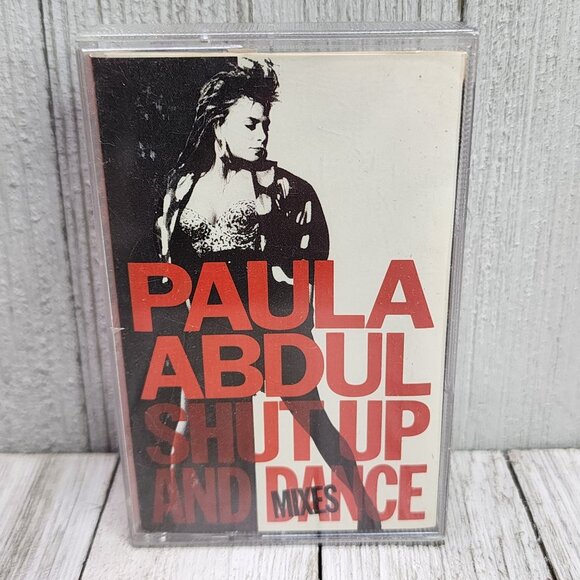 PAULA
ABDUL
SHUT UP
AND DANCE
MIXES